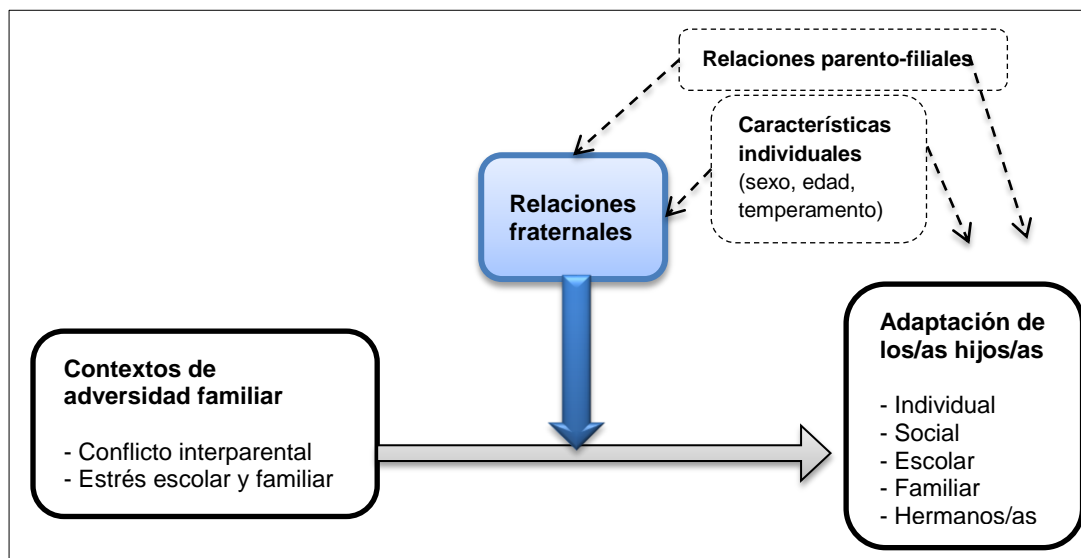 Relaciones parento-filiales
Características
individuales
(sexo, edad,
temperamento)
Relaciones
fraternales
Contextos de
adversidad familiar
- Conflicto interparental
- Estrés escolar y familiar
Adaptación de
los/as hijos/as
- Individual
- Social
- Escolar
- Familiar
- Hermanos/as